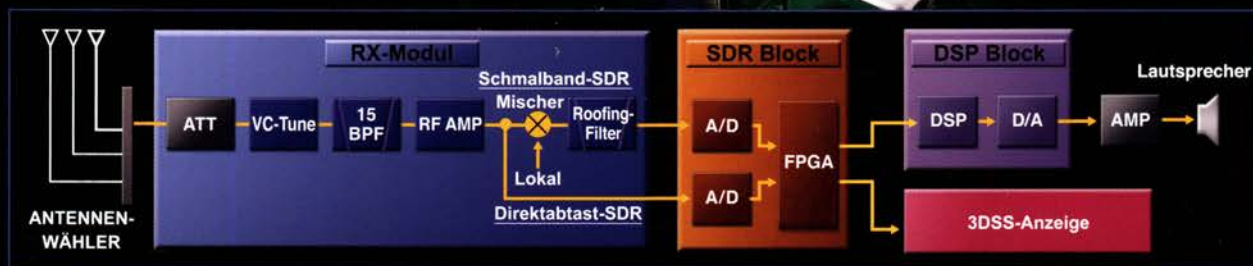 RX-Modul
SDR Block
DSP Block
Schmalband-SDR
Lautsprecher
Mischer
ATT
VC-Tune
15
BPF
RF AMP
Roofing-
Filter
A/D
FPGA
DSP
D/A
AMP
Lokal
A/D
Direktabtast-SDR
3DSS-Anzeige
ANTENNEN-
WÄHLER